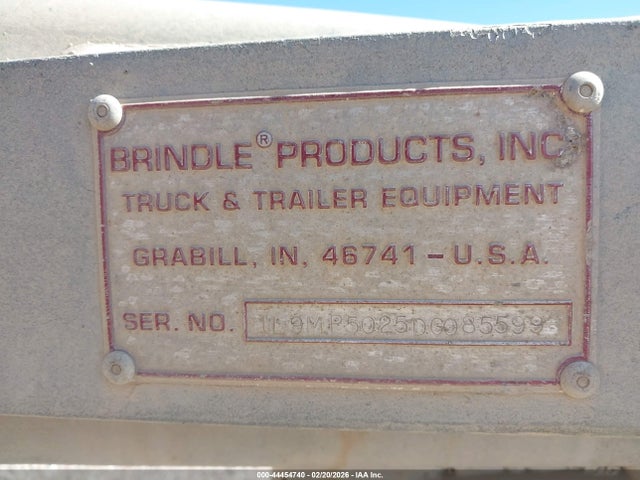 BRINDLE® PRODUCTS, INC
TRUCK & TRAILER EQUIPMENT
GRABILL, IN, 46741 - U.S.A.
SER. NO.
000-44454740 - 02/20/2026 - IAA Inc.